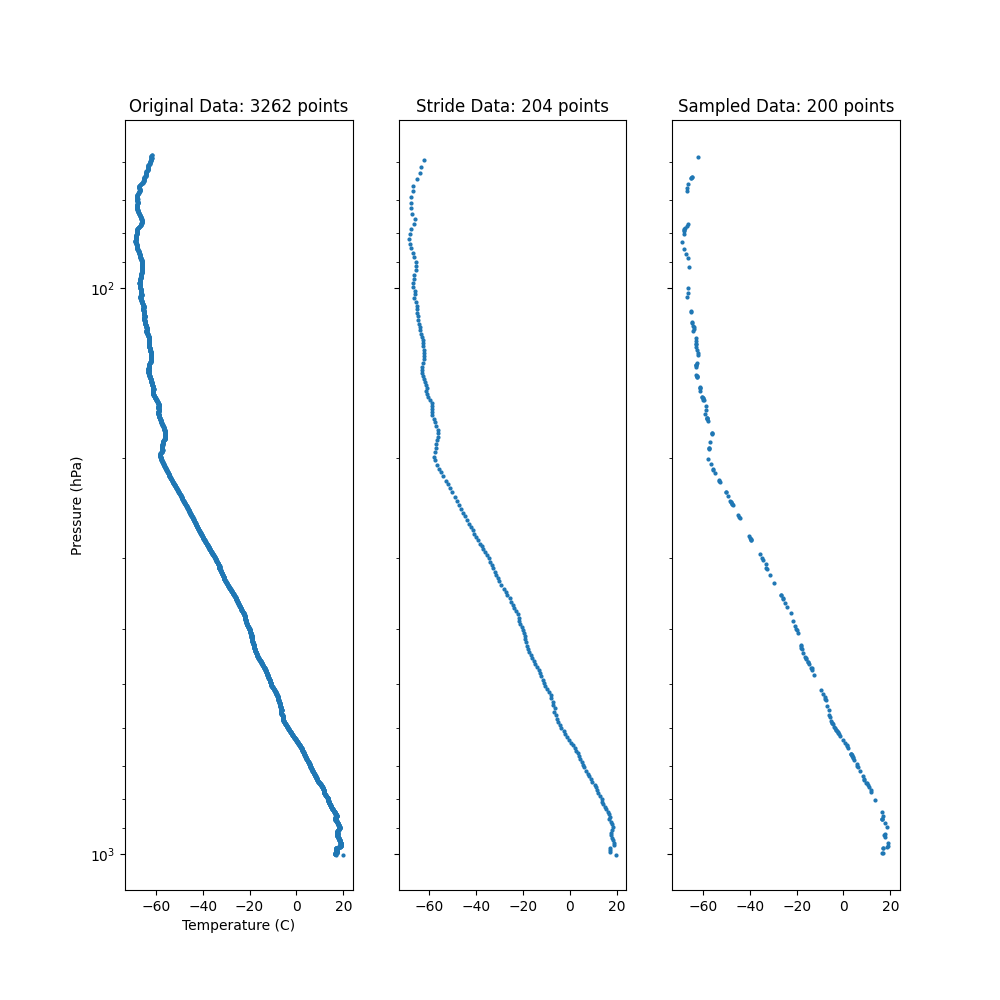 Original Data: 3262 points
Stride Data: 204 points
Sampled Data: 200 points
10²
10³
Pressure (hPa)
−60 −40 −20 0 20
−60 −40 −20 0 20
−60 −40 −20 0 20
Temperature (C)